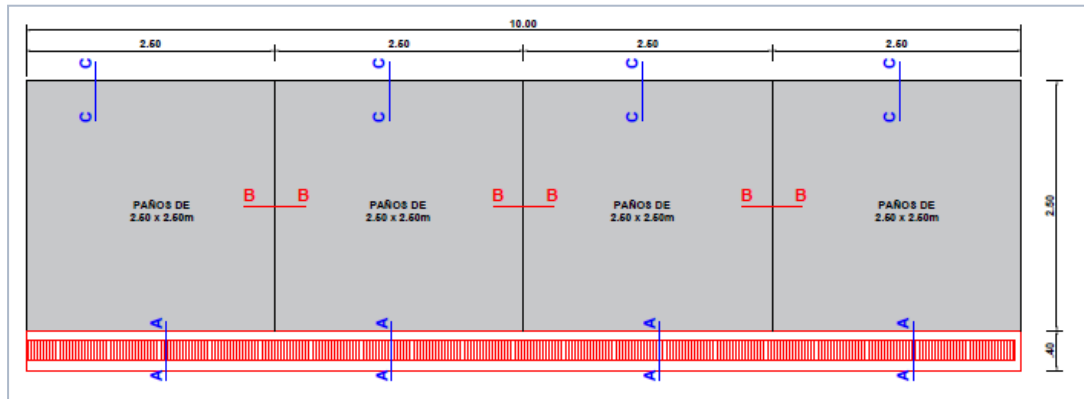 10.00
2.50 2.50 2.50 2.50
C C C C
C C C C
B B B B B B
PAÑOS DE PAÑOS DE PAÑOS DE PAÑOS DE
2.50 x 2.50m 2.50 x 2.50m 2.50 x 2.50m 2.50 x 2.50m
2.50
A A A A
.40
A A A A